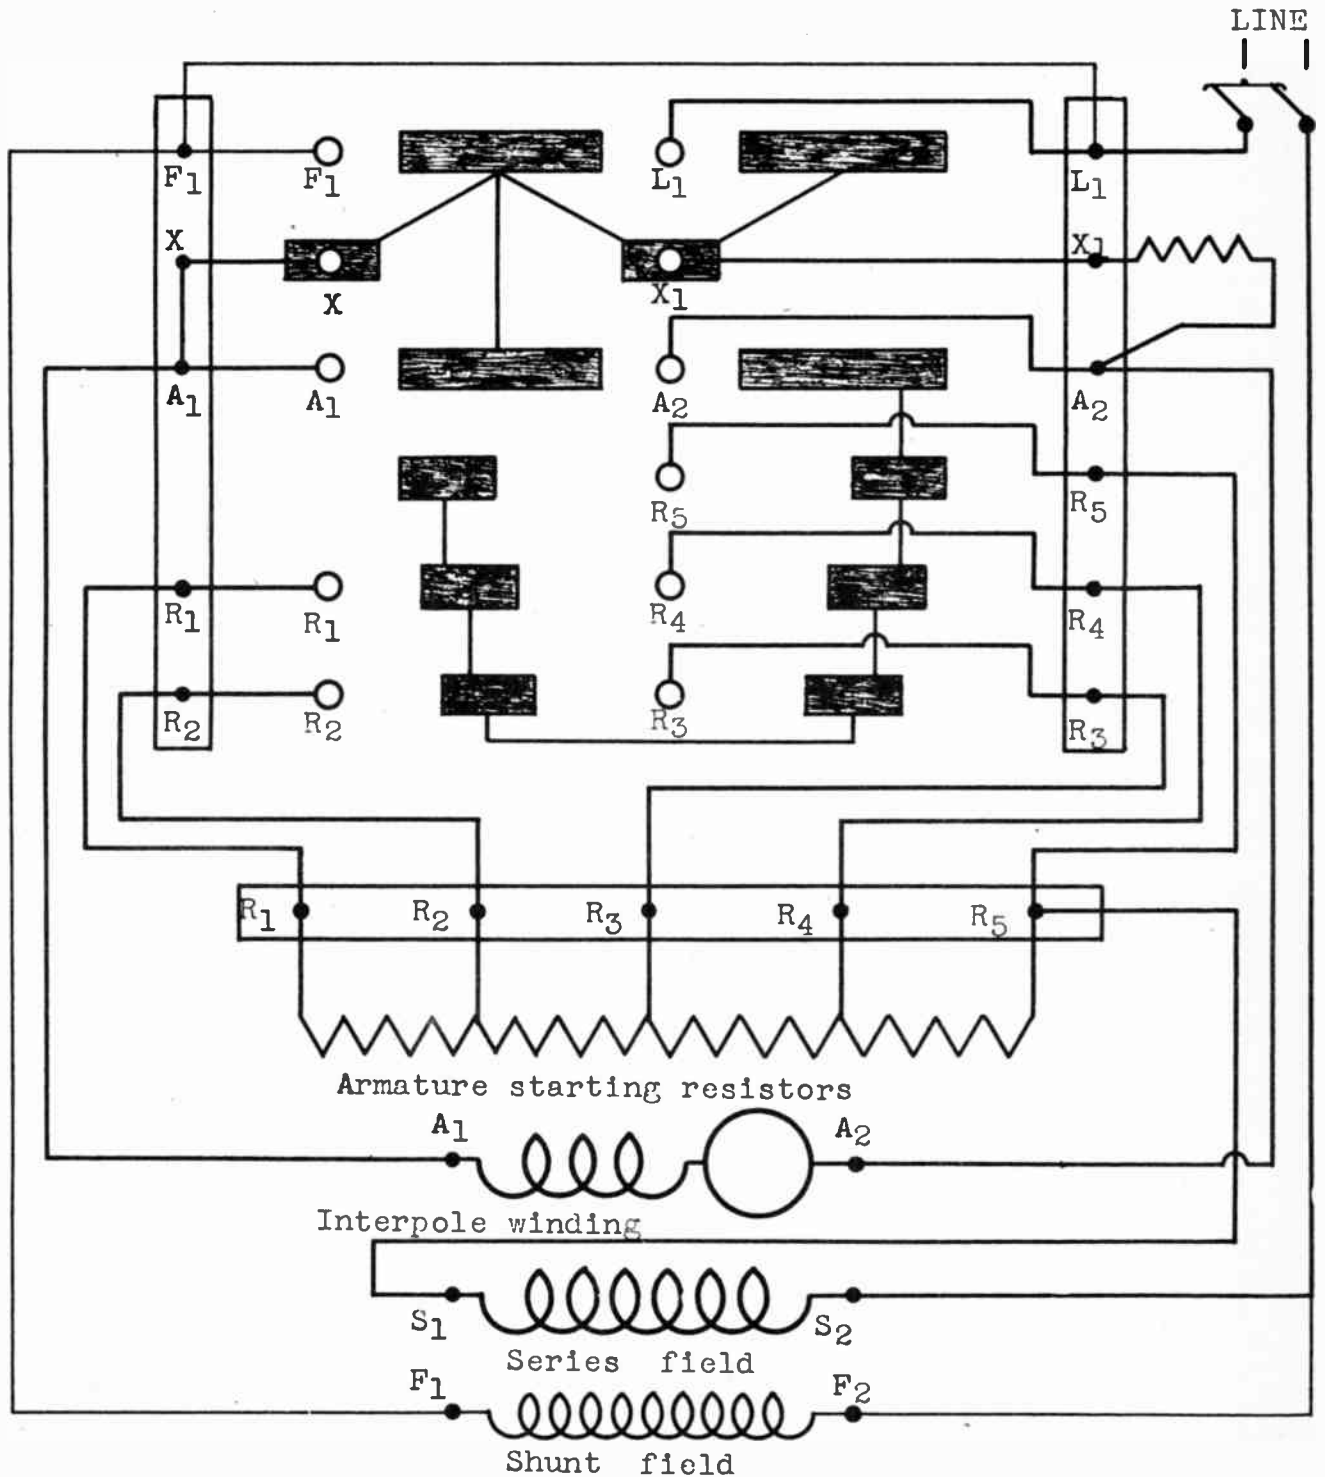 LINE
F1 F1 L1 L1
X X1
X X1
A1 A1 A2 A2
R5 R5
R1 R1 R4 R4
R2 R2 R3 R3
R1 R2 R3 R4 R5
Armature starting resistors
A1 A2
Interpole winding
S1 S2
Series field
F1 F2
Shunt field